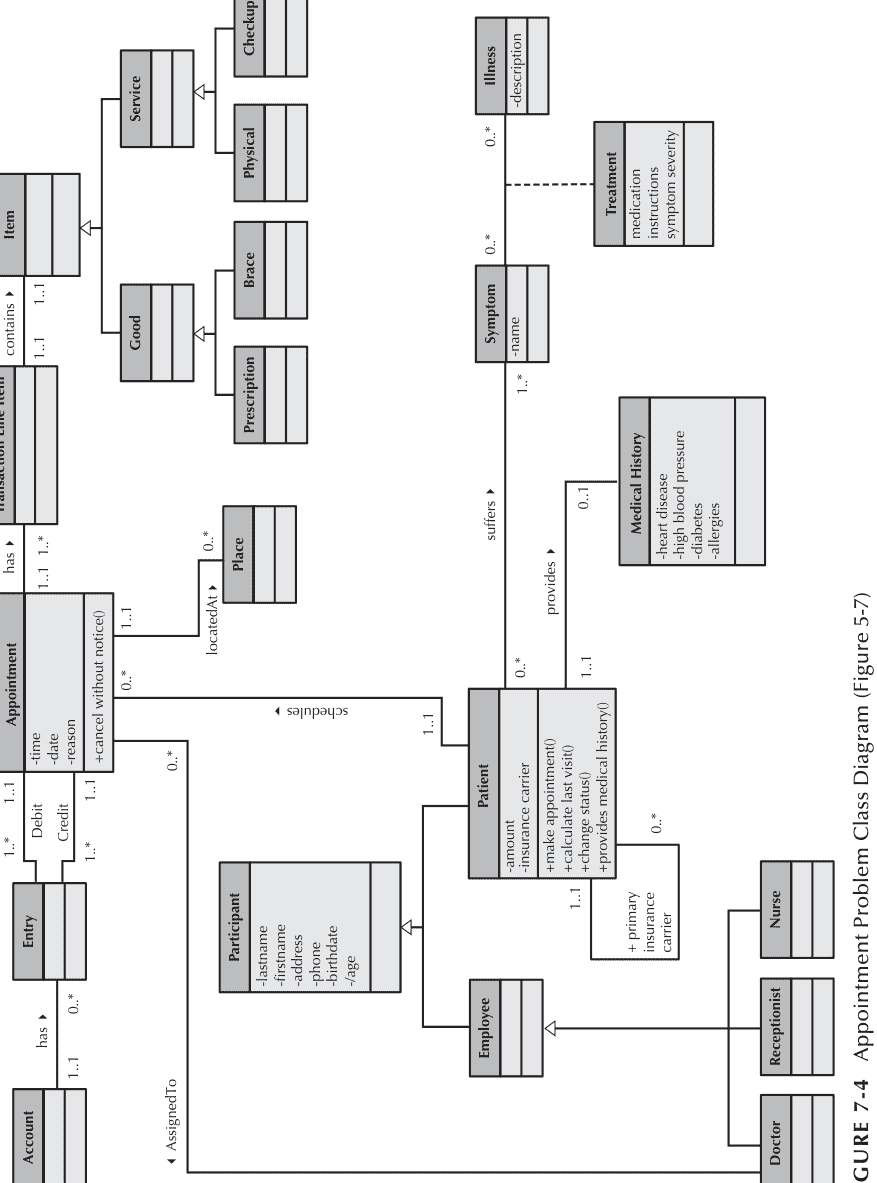 Account
1..1
has ▶
0..*
Entry
1..*
1..1
Debit
Credit
1..*
1..1
Appointment
-time
-date
-reason
+cancel without notice()
has ▶
1..1
1..*
contains ▶
1..1
1..1
Item
Good
Service
Prescription
Brace
Physical
Checkup
◀ AssignedTo
0..*
0..*
schedules ▶
1..1
1..1
locatedAt ▶
0..*
Place
Participant
-lastname
-firstname
-address
-phone
-birthdate
-/age
Employee
Patient
-amount
-insurance carrier
+make appointment()
+calculate last visit()
+change status()
+provides medical history()
1..1
+ primary
insurance
carrier
0..*
0..*
suffers ▶
1..*
Symptom
-name
0..*
0..*
Illness
-description
Treatment
medication
instructions
symptom severity
1..1
provides ▶
0..1
Medical History
-heart disease
-high blood pressure
-diabetes
-allergies
Doctor
Receptionist
Nurse
GURE 7-4 Appointment Problem Class Diagram (Figure 5-7)